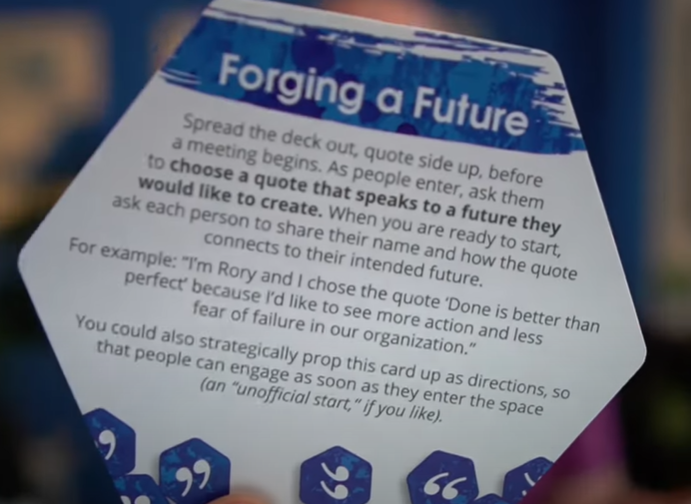 Forging a Future
Spread the deck out, quote side up, before
a meeting begins. As people enter, ask them
to choose a quote that speaks to a future they
would like to create. When you are ready to start,
ask each person to share their name and how the quote
connects to their intended future.
For example: "I'm Rory and I chose the quote 'Done is better than
perfect' because I'd like to see more action and less
fear of failure in our organization."
You could also strategically prop this card up as directions, so
that people can engage as soon as they enter the space
(an "unofficial start," if you like).